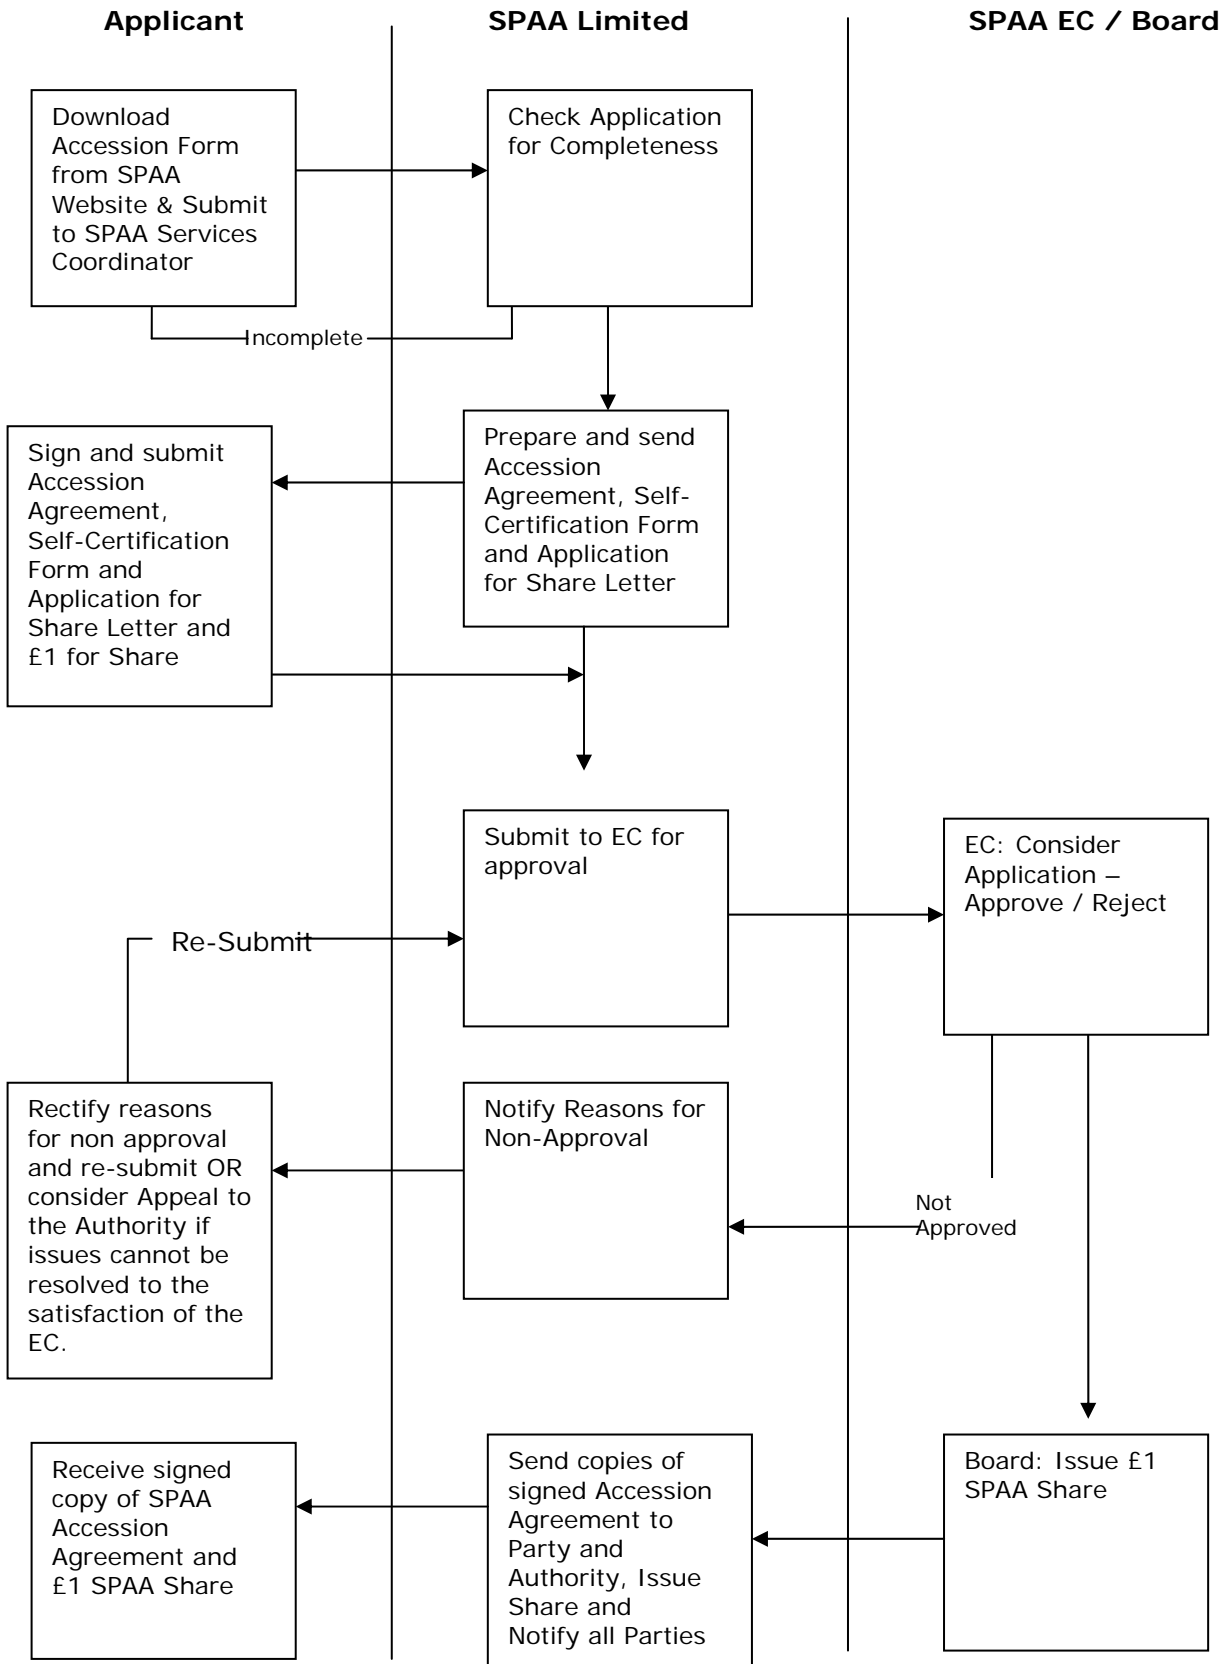 Applicant
SPAA Limited
SPAA EC / Board
Download
Accession Form
from SPAA
Website & Submit
to SPAA Services
Coordinator
Check Application
for Completeness
Incomplete
Sign and submit
Accession
Agreement,
Self-Certification
Form and
Application for
Share Letter and
£1 for Share
Prepare and send
Accession
Agreement, Self-
Certification Form
and Application
for Share Letter
Submit to EC for
approval
EC: Consider
Application –
Approve / Reject
Re-Submit
Rectify reasons
for non approval
and re-submit OR
consider Appeal to
the Authority if
issues cannot be
resolved to the
satisfaction of the
EC.
Notify Reasons for
Non-Approval
Not
Approved
Receive signed
copy of SPAA
Accession
Agreement and
£1 SPAA Share
Send copies of
signed Accession
Agreement to
Party and
Authority, Issue
Share and
Notify all Parties
Board: Issue £1
SPAA Share